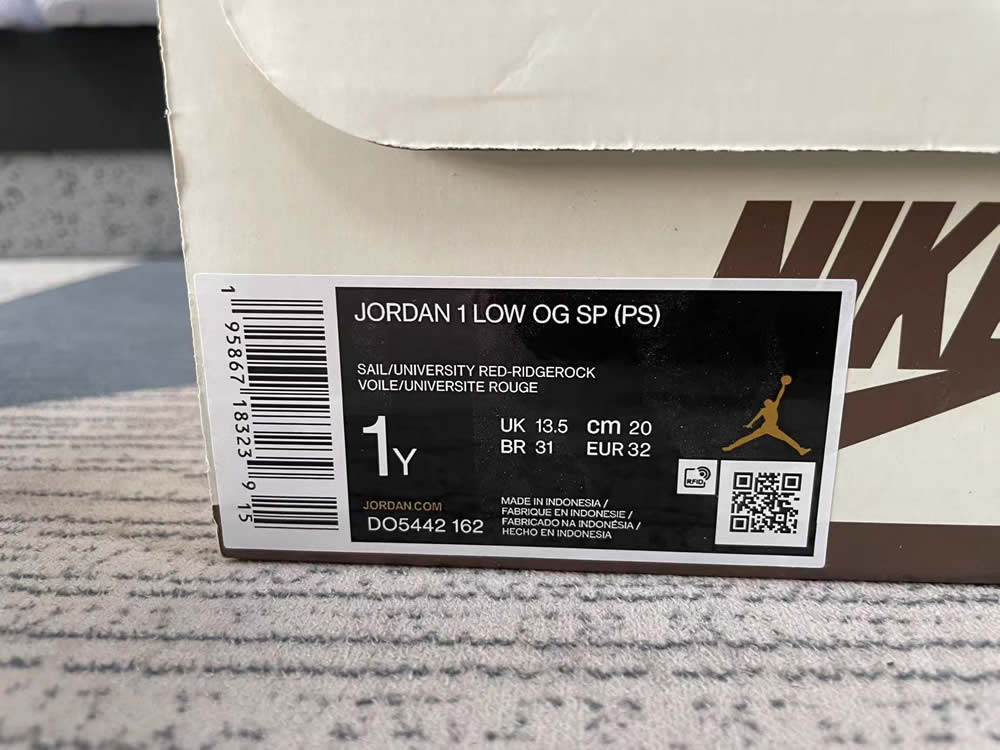 NIKE
1 95867 18323 9 15
JORDAN 1 LOW OG SP (PS)
SAIL/UNIVERSITY RED-RIDGEROCK
VOILE/UNIVERSITE ROUGE
1Y
UK 13.5 cm 20
BR 31 EUR 32
RFID
JORDAN.COM
DO5442 162
MADE IN INDONESIA /
FABRIQUE EN INDONESIE /
FABRICADO NA INDONÉSIA /
HECHO EN INDONESIA